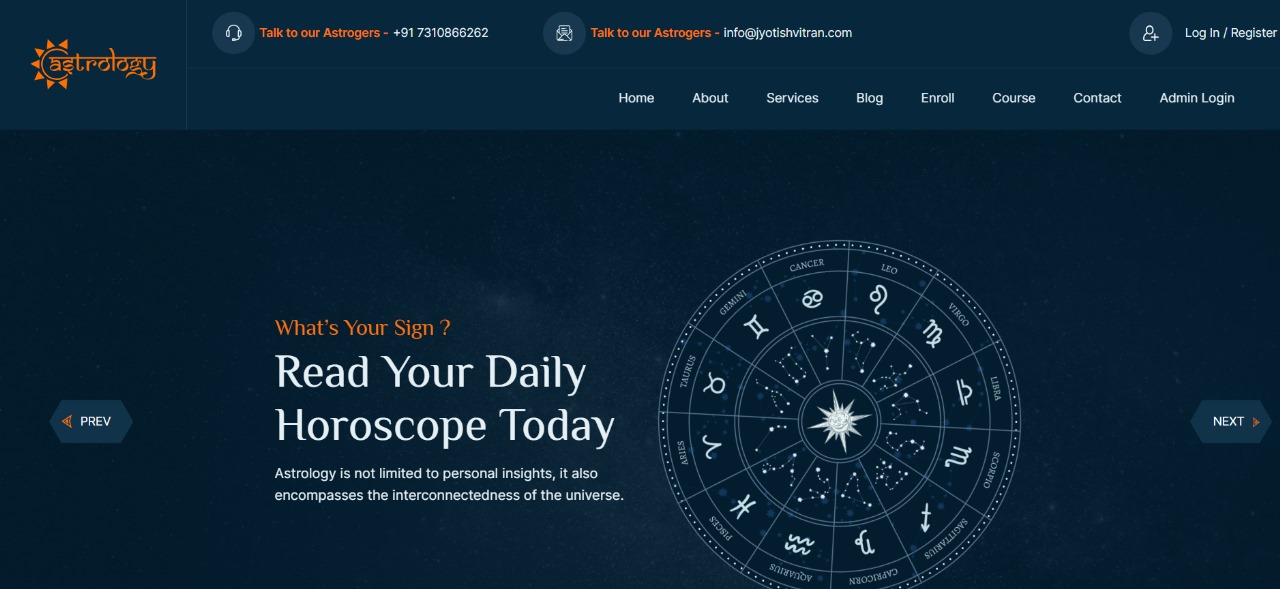 astrology
Talk to our Astrogers - +91 7310866262
Talk to our Astrogers - info@jyotishvitran.com
Log In / Register
Home About Services Blog Enroll Course Contact Admin Login
What's Your Sign ?
Read Your Daily
Horoscope Today
Astrology is not limited to personal insights, it also
encompasses the interconnectedness of the universe.
PREV
NEXT
CANCER
LEO
VIRGO
LIBRA
SCORPIO
SAGITTARIUS
CAPRICORN
AQUARIUS
PISCES
ARIES
TAURUS
GEMINI